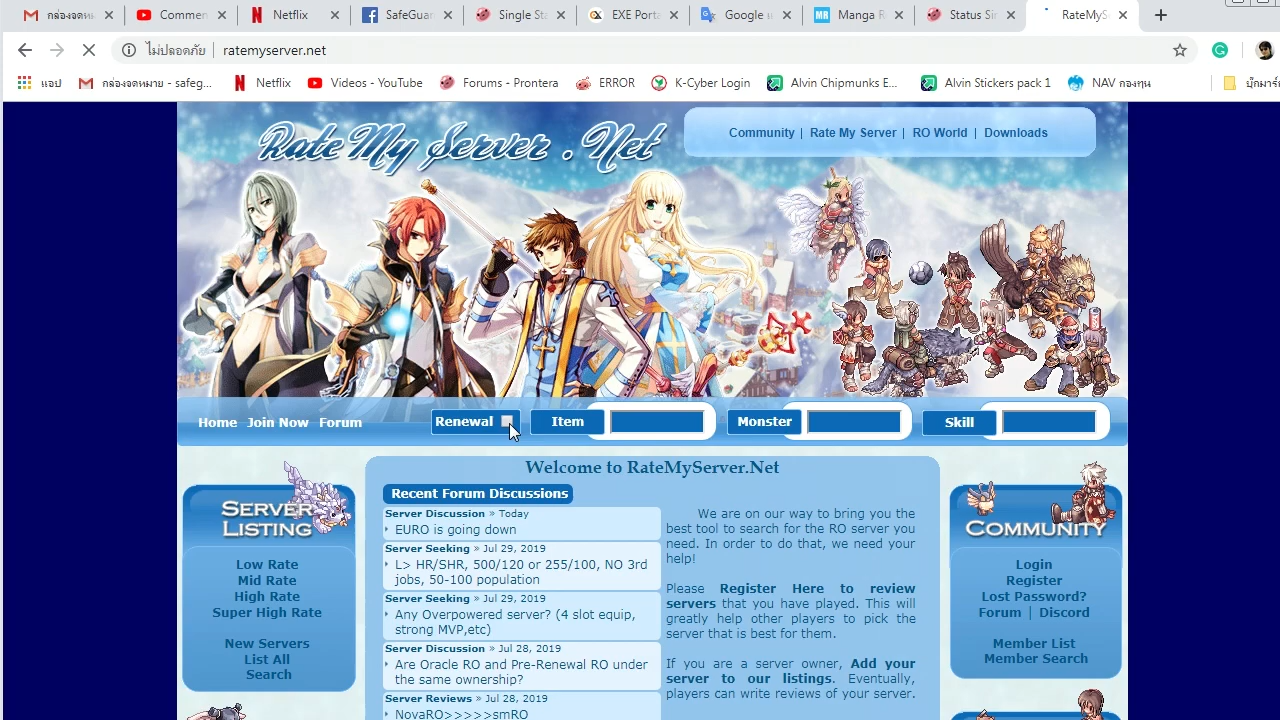 กล่องจดห
Commen
Netflix
SafeGuar
Single Sta
EXE Porta
Google แ
Manga R
Status Sir
RateMyS
ไม่ปลอดภัย
ratemyserver.net
แอป
กล่องจดหมาย - safeg...
Netflix
Videos - YouTube
Forums - Prontera
ERROR
K-Cyber Login
Alvin Chipmunks E...
Alvin Stickers pack 1
NAV กองทุน
บุ๊กมาร์
Rate My Server .Net
Community | Rate My Server | RO World | Downloads
Home Join Now Forum
Renewal
Item
Monster
Skill
SERVER
LISTING
Low Rate
Mid Rate
High Rate
Super High Rate
New Servers
List All
Search
Welcome to RateMyServer.Net
Recent Forum Discussions
Server Discussion » Today
EURO is going down
Server Seeking » Jul 29, 2019
L> HR/SHR, 500/120 or 255/100, NO 3rd
jobs, 50-100 population
Server Seeking » Jul 29, 2019
Any Overpowered server? (4 slot equip,
strong MVP,etc)
Server Discussion » Jul 28, 2019
Are Oracle RO and Pre-Renewal RO under
the same ownership?
Server Reviews » Jul 28, 2019
NovaRO>>>>>smRO
We are on our way to bring you the
best tool to search for the RO server you
need. In order to do that, we need your
help!
Please Register Here to review
servers that you have played. This will
greatly help other players to pick the
server that is best for them.
If you are a server owner, Add your
server to our listings. Eventually,
players can write reviews of your server.
COMMUNITY
Login
Register
Lost Password?
Forum | Discord
Member List
Member Search